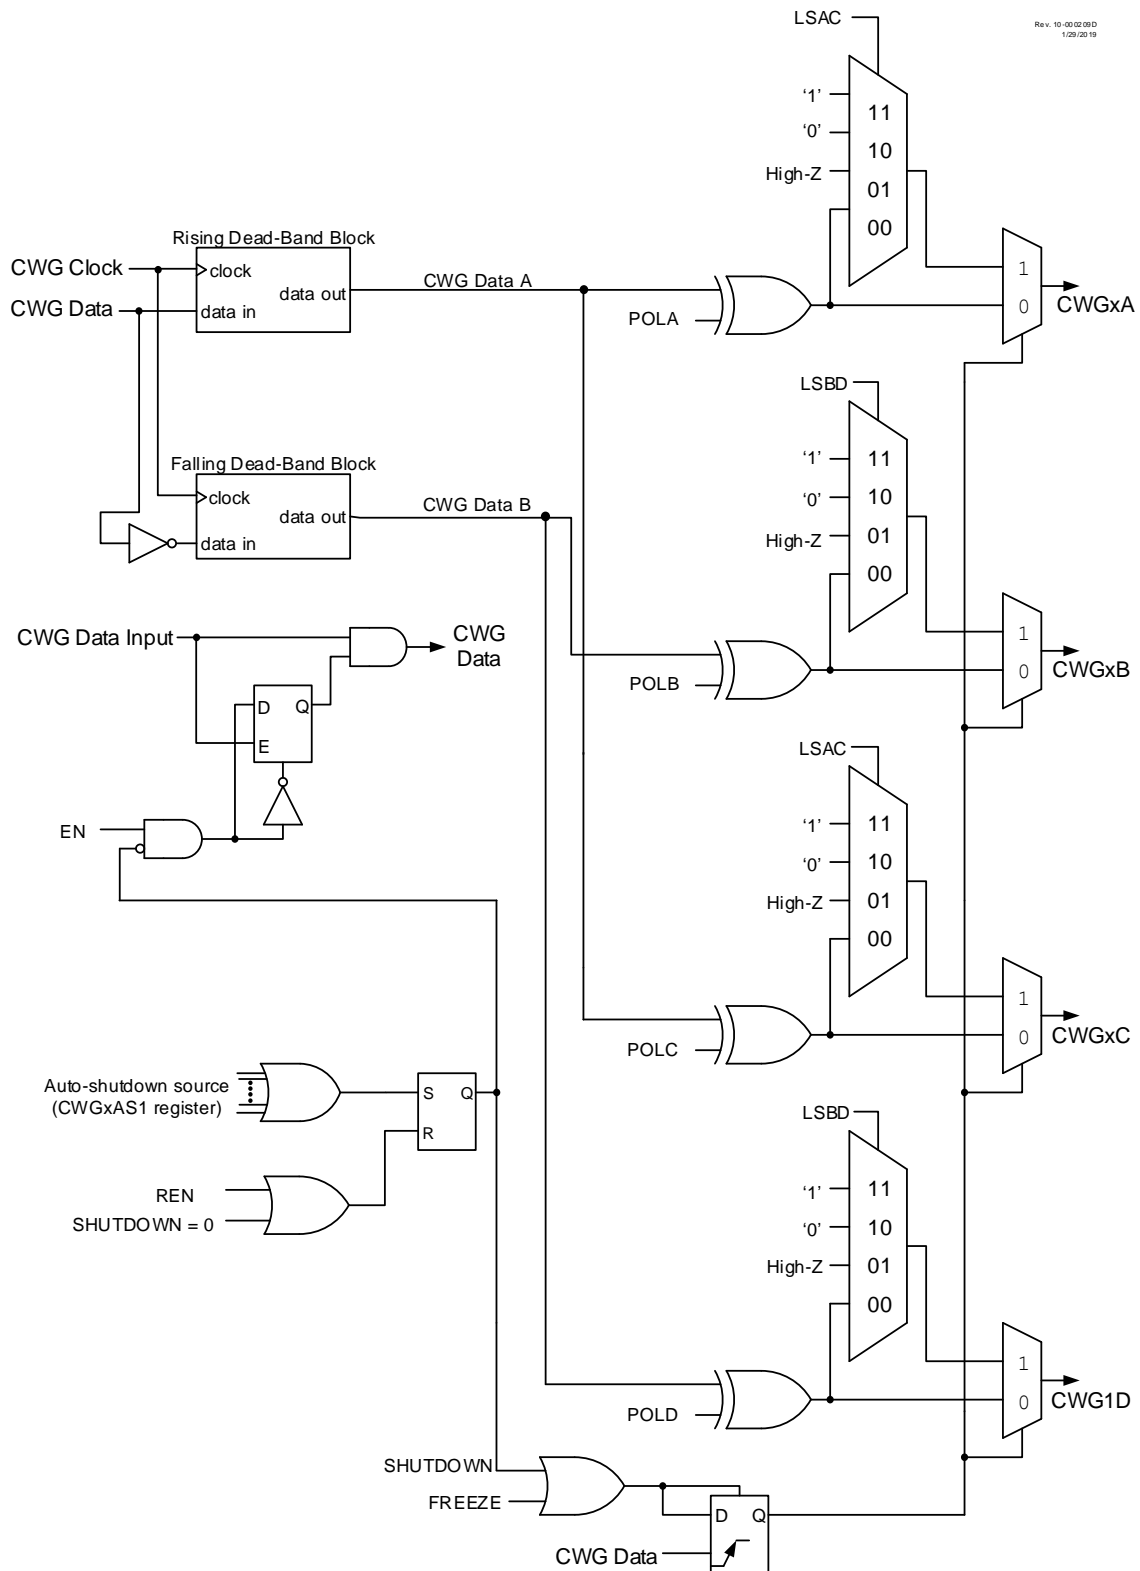 LSAC
Rev. 10-000209D
1/29/2019
‘1’
11
‘0’
10
High-Z
01
00
Rising Dead-Band Block
CWG Clock
clock
CWG Data
data in
data out
CWG Data A
POLA
1
0
CWGxA
LSBD
‘1’
11
‘0’
10
High-Z
01
00
Falling Dead-Band Block
clock
data out
data in
CWG Data B
POLB
1
0
CWGxB
CWG Data Input
CWG
Data
D
Q
E
EN
LSAC
‘1’
11
‘0’
10
High-Z
01
00
POLC
1
0
CWGxC
Auto-shutdown source
(CWGxAS1 register)
S
Q
R
REN
SHUTDOWN = 0
LSBD
‘1’
11
‘0’
10
High-Z
01
00
POLD
1
0
CWG1D
SHUTDOWN
FREEZE
D
Q
CWG Data